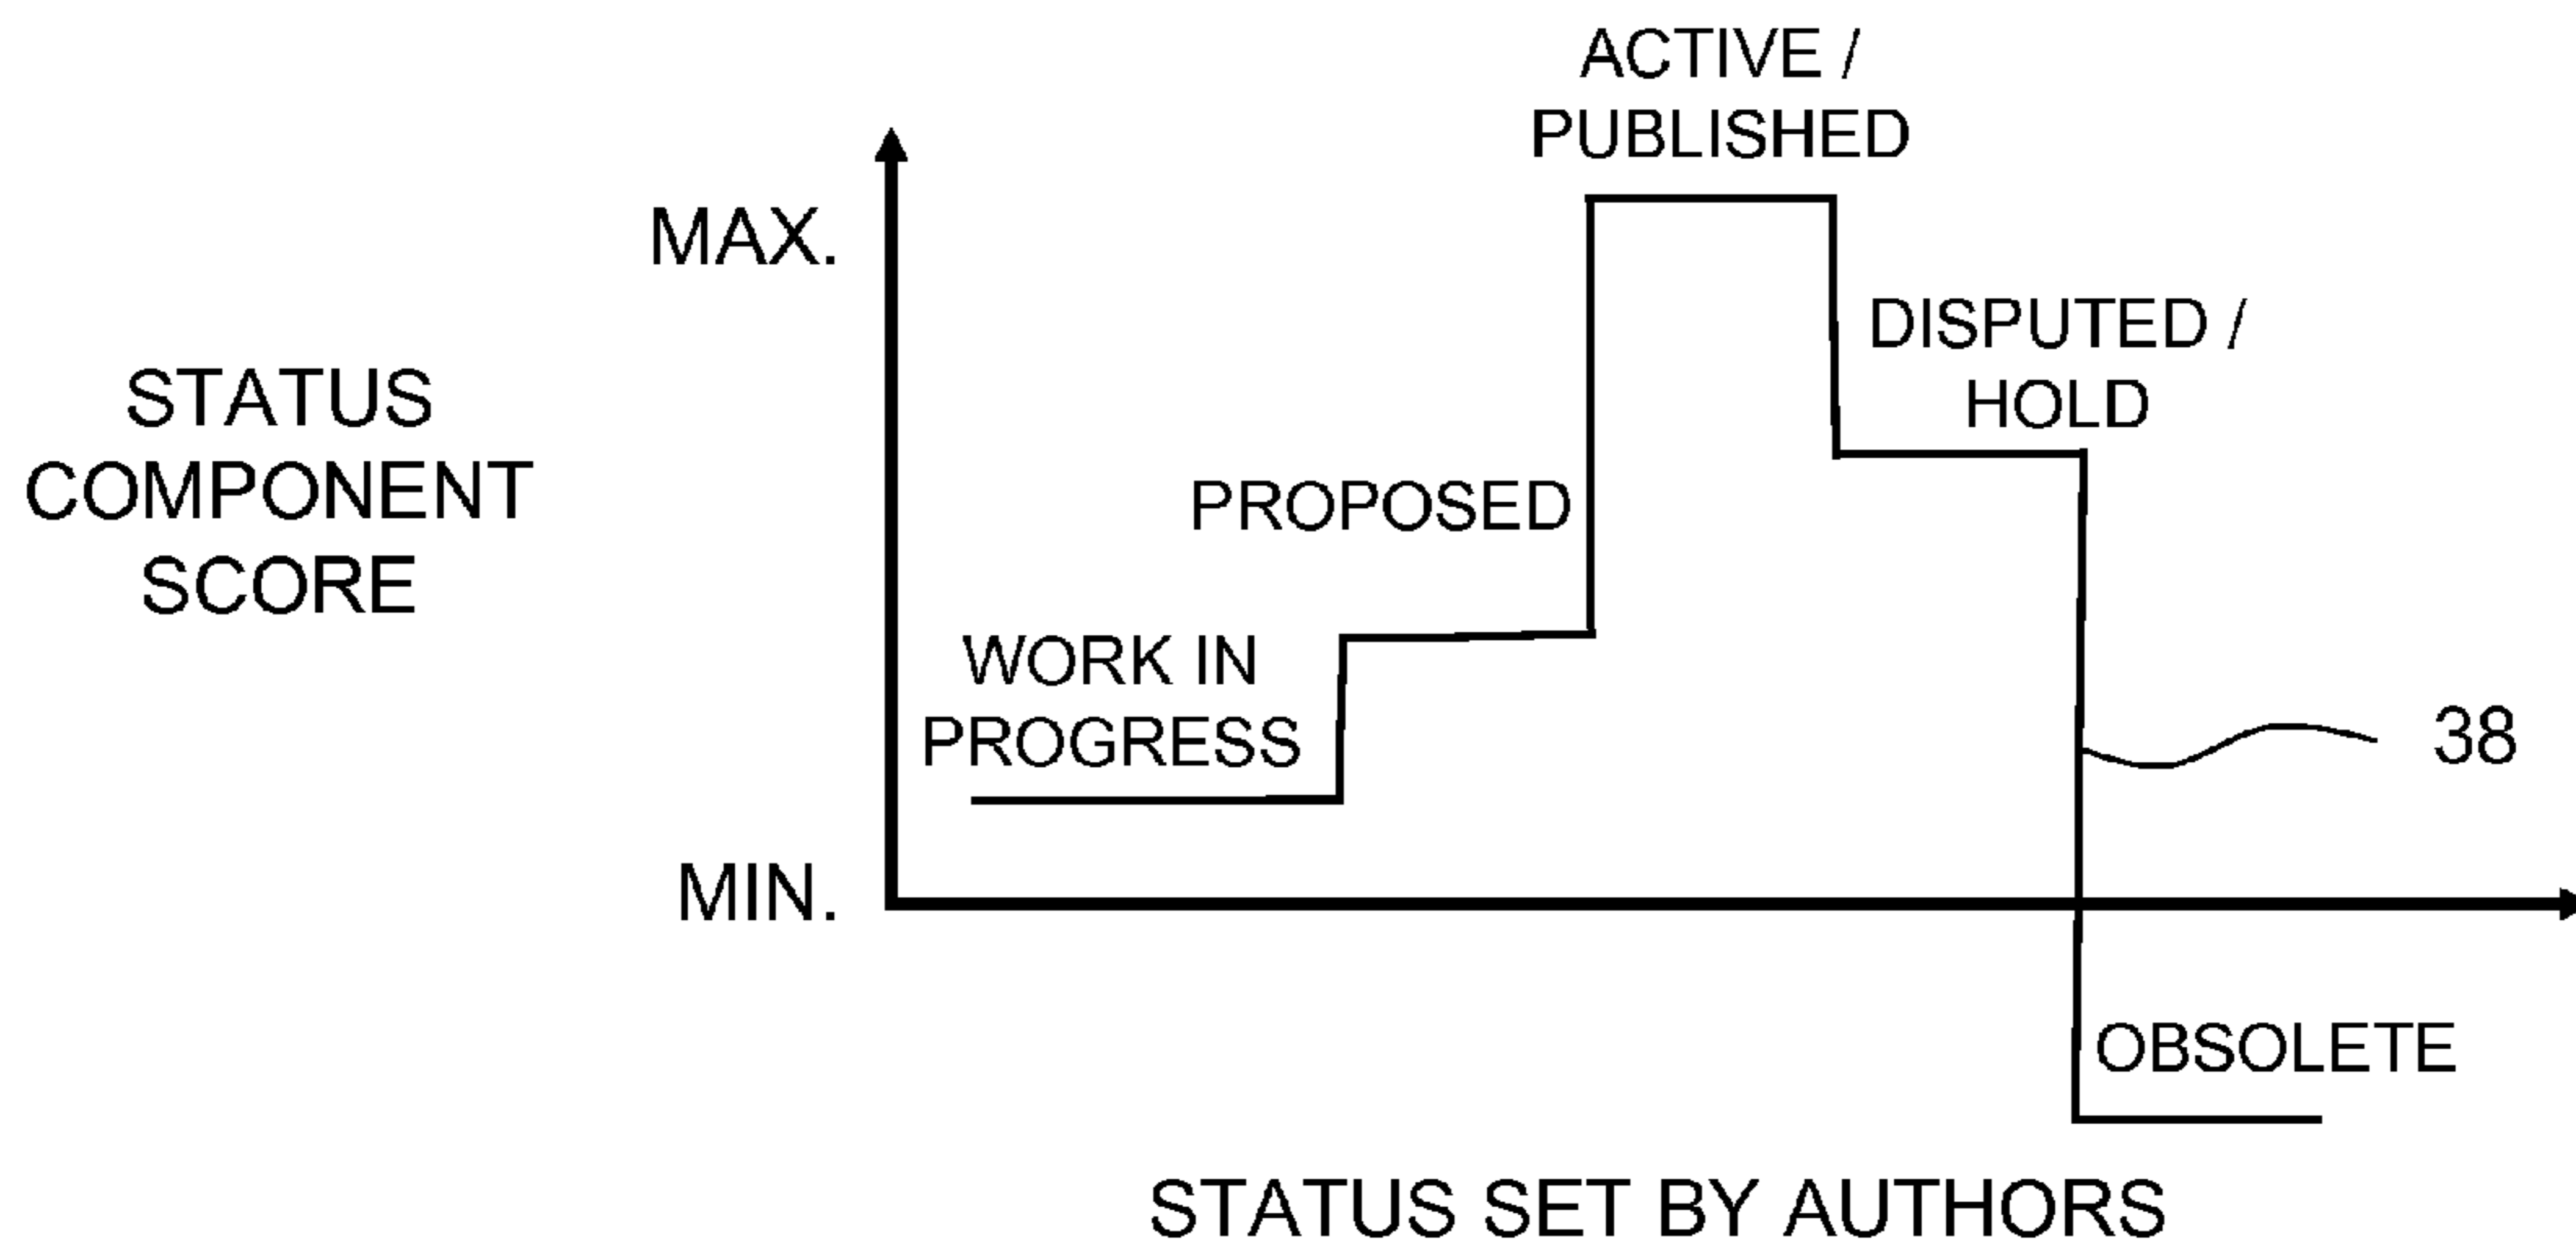 ACTIVE /
PUBLISHED
MAX.
DISPUTED /
HOLD
STATUS
COMPONENT
SCORE
PROPOSED
WORK IN
PROGRESS
38
MIN.
OBSOLETE
STATUS SET BY AUTHORS